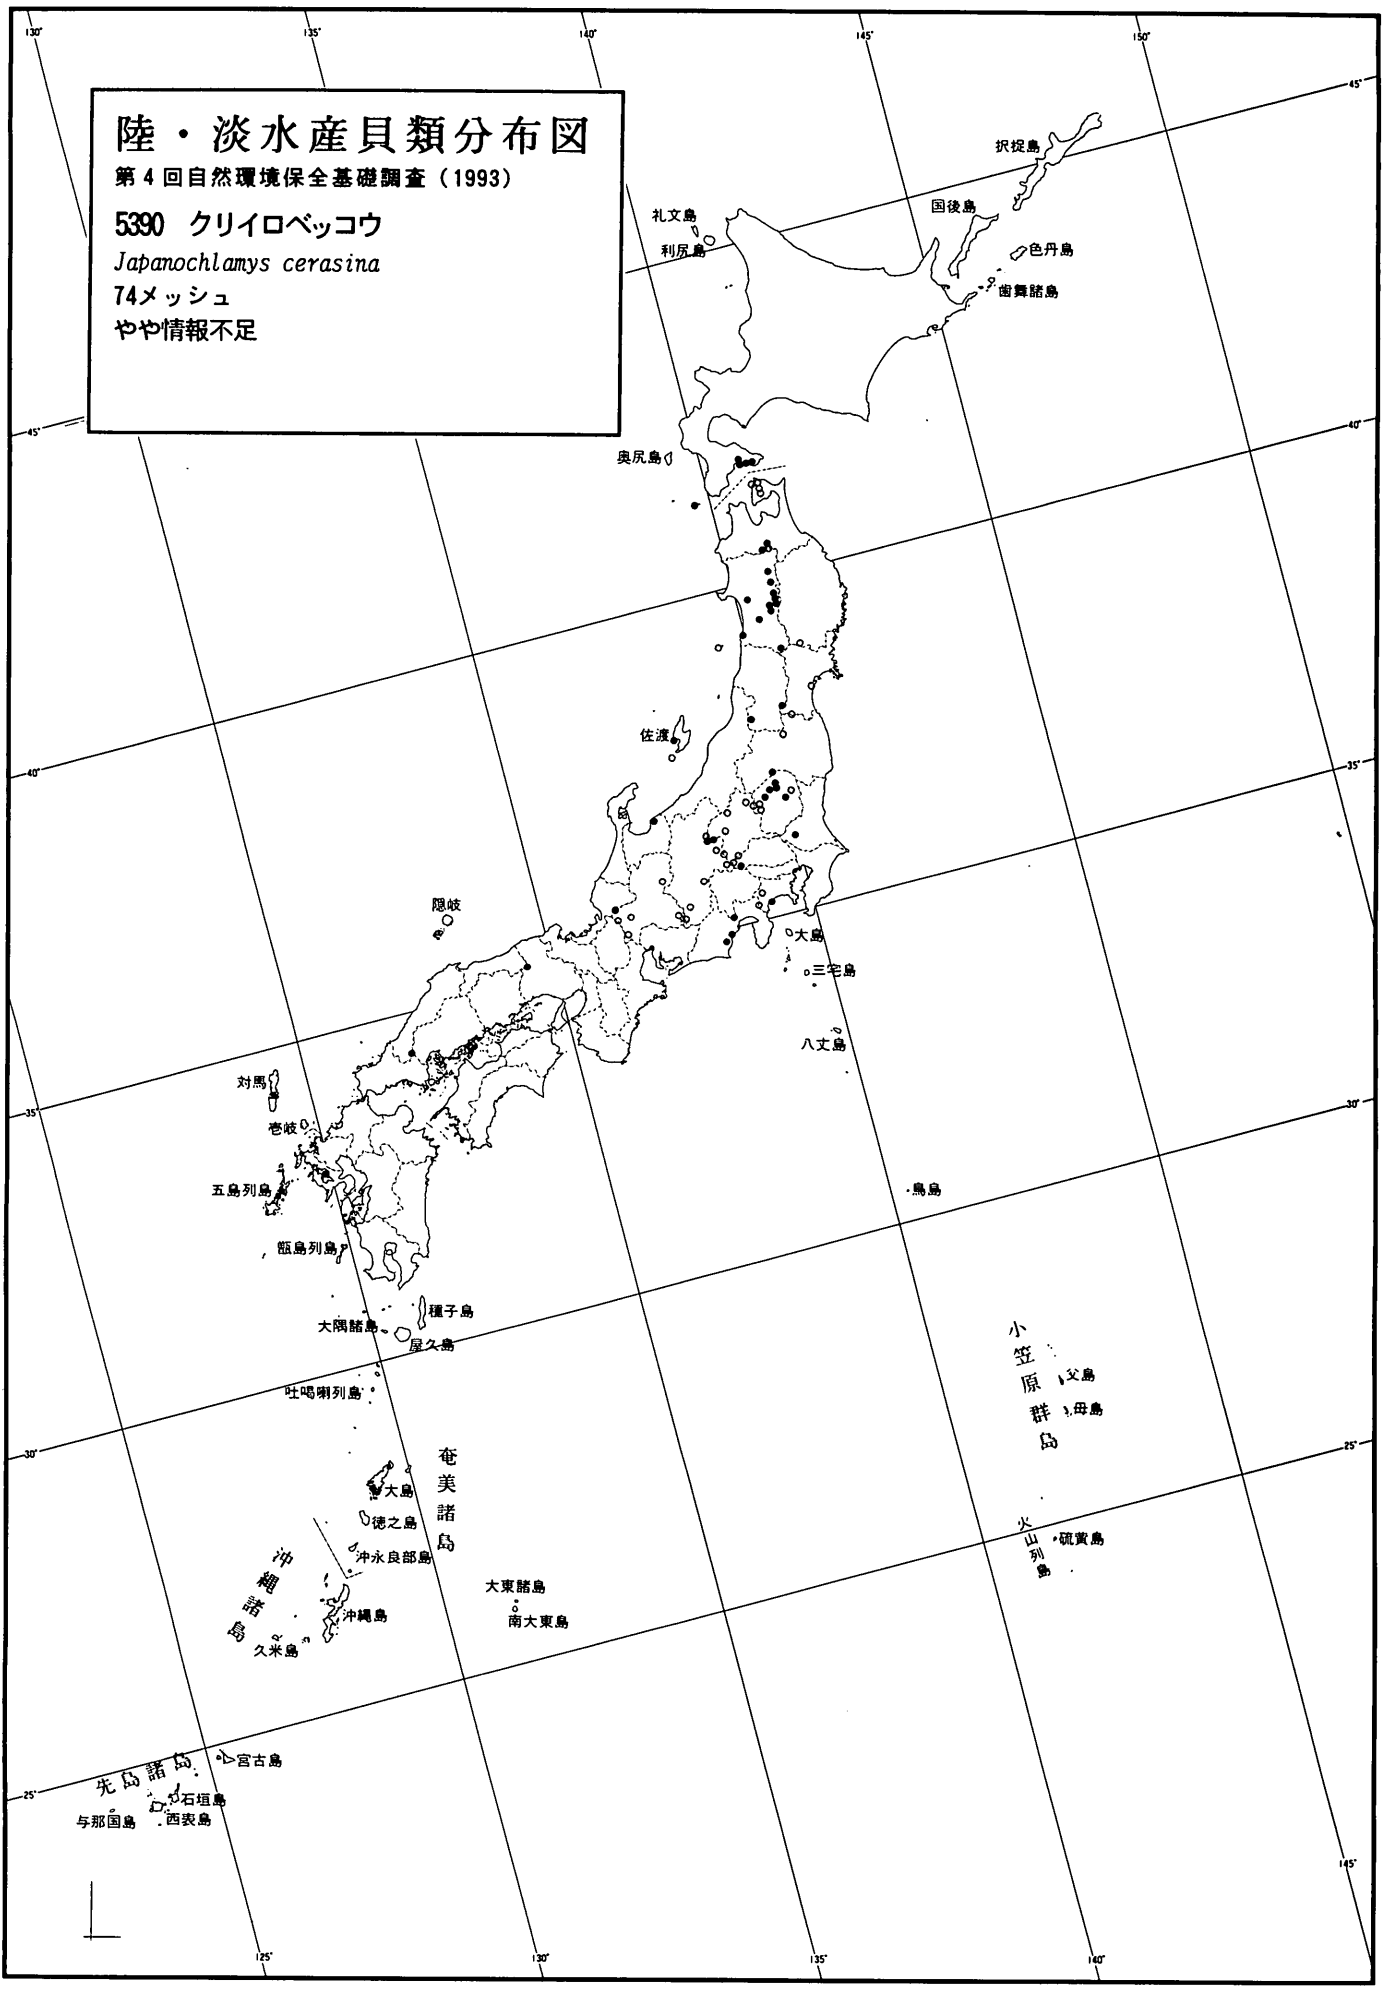 130°
135°
140°
145°
150°
陸・淡水産貝類分布図
第4回自然環境保全基礎調査（1993）
5390 クリイロベッコウ
Japanochlamys cerasina
74メッシュ
やや情報不足
45°
択捉島
国後島
色丹島
歯舞諸島
礼文島
利尻島
45°
40°
奥尻島
佐渡
40°
35°
隠岐
大島
三宅島
八丈島
対馬
35°
壱岐
30°
五島列島
鳥島
甑島列島
種子島
大隅諸島
屋久島
吐噶喇列島
小笠原群島
父島
母島
30°
25°
奄美諸島
大島
徳之島
沖永良部島
火山列島
硫黄島
沖縄諸島
沖縄島
久米島
大東諸島
南大東島
先島諸島
宮古島
25°
石垣島
与那国島
西表島
145°
125°
130°
135°
140°